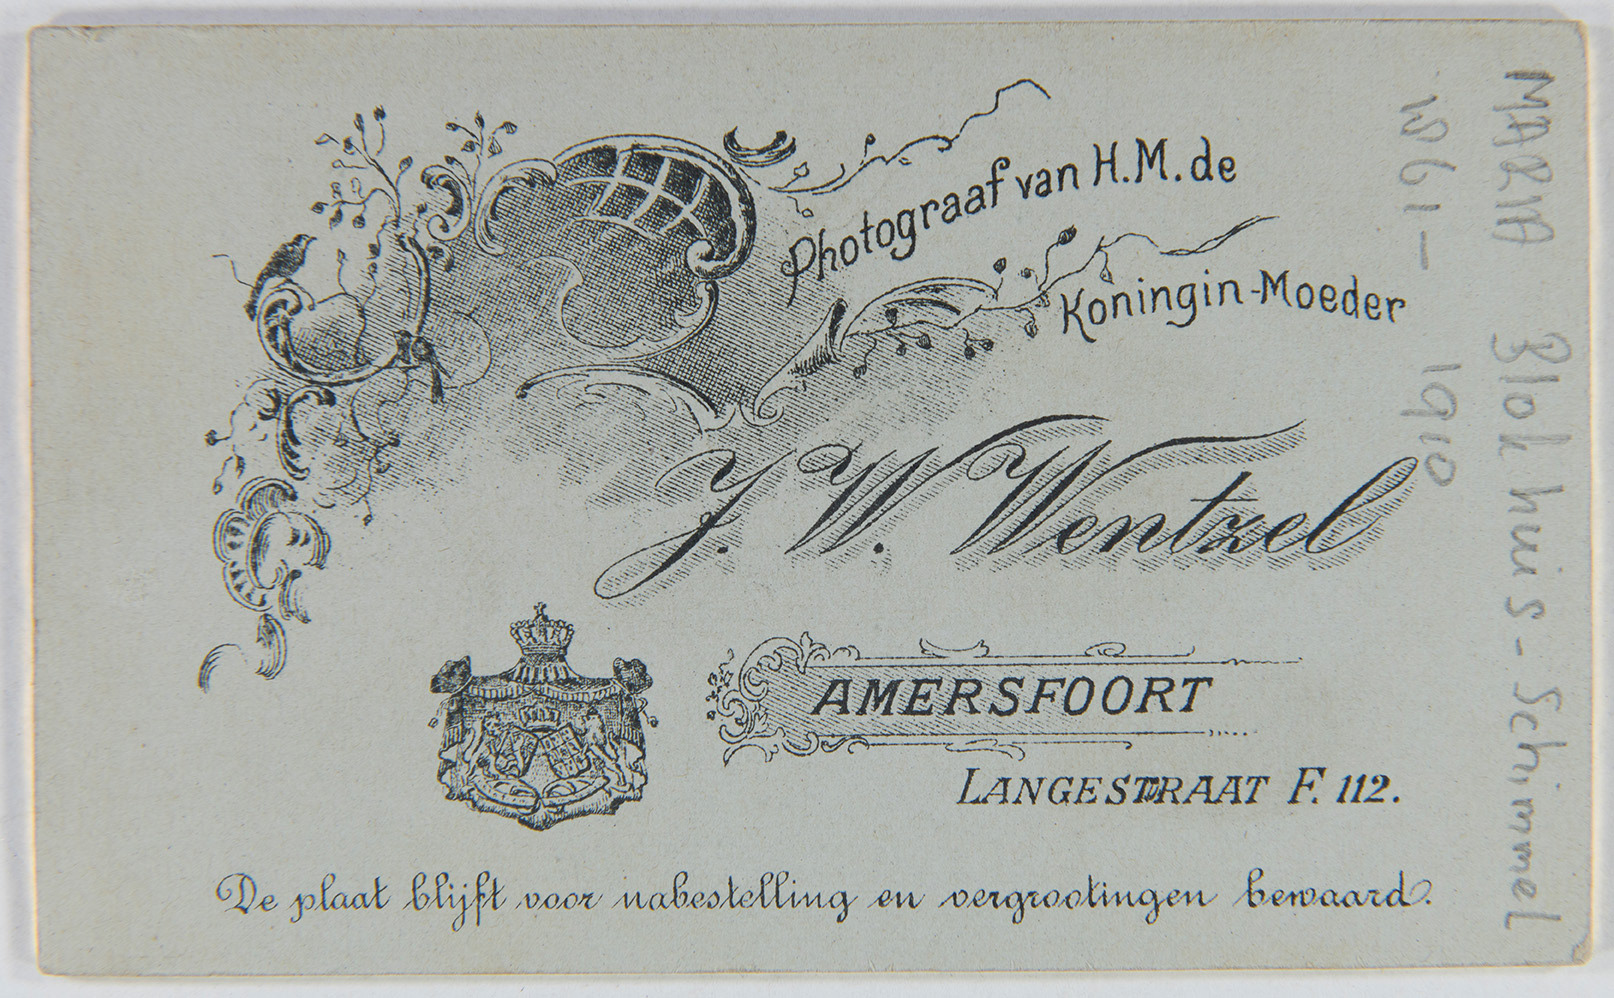 Photograaf van H.M. de
Koningin-Moeder
J. W. Wentzel
AMERSFOORT
LANGESTRAAT F. 112.
De plaat blijft voor nabestelling en vergrootingen bewaard.
MARIA Blokhuis-Schimmel
1910